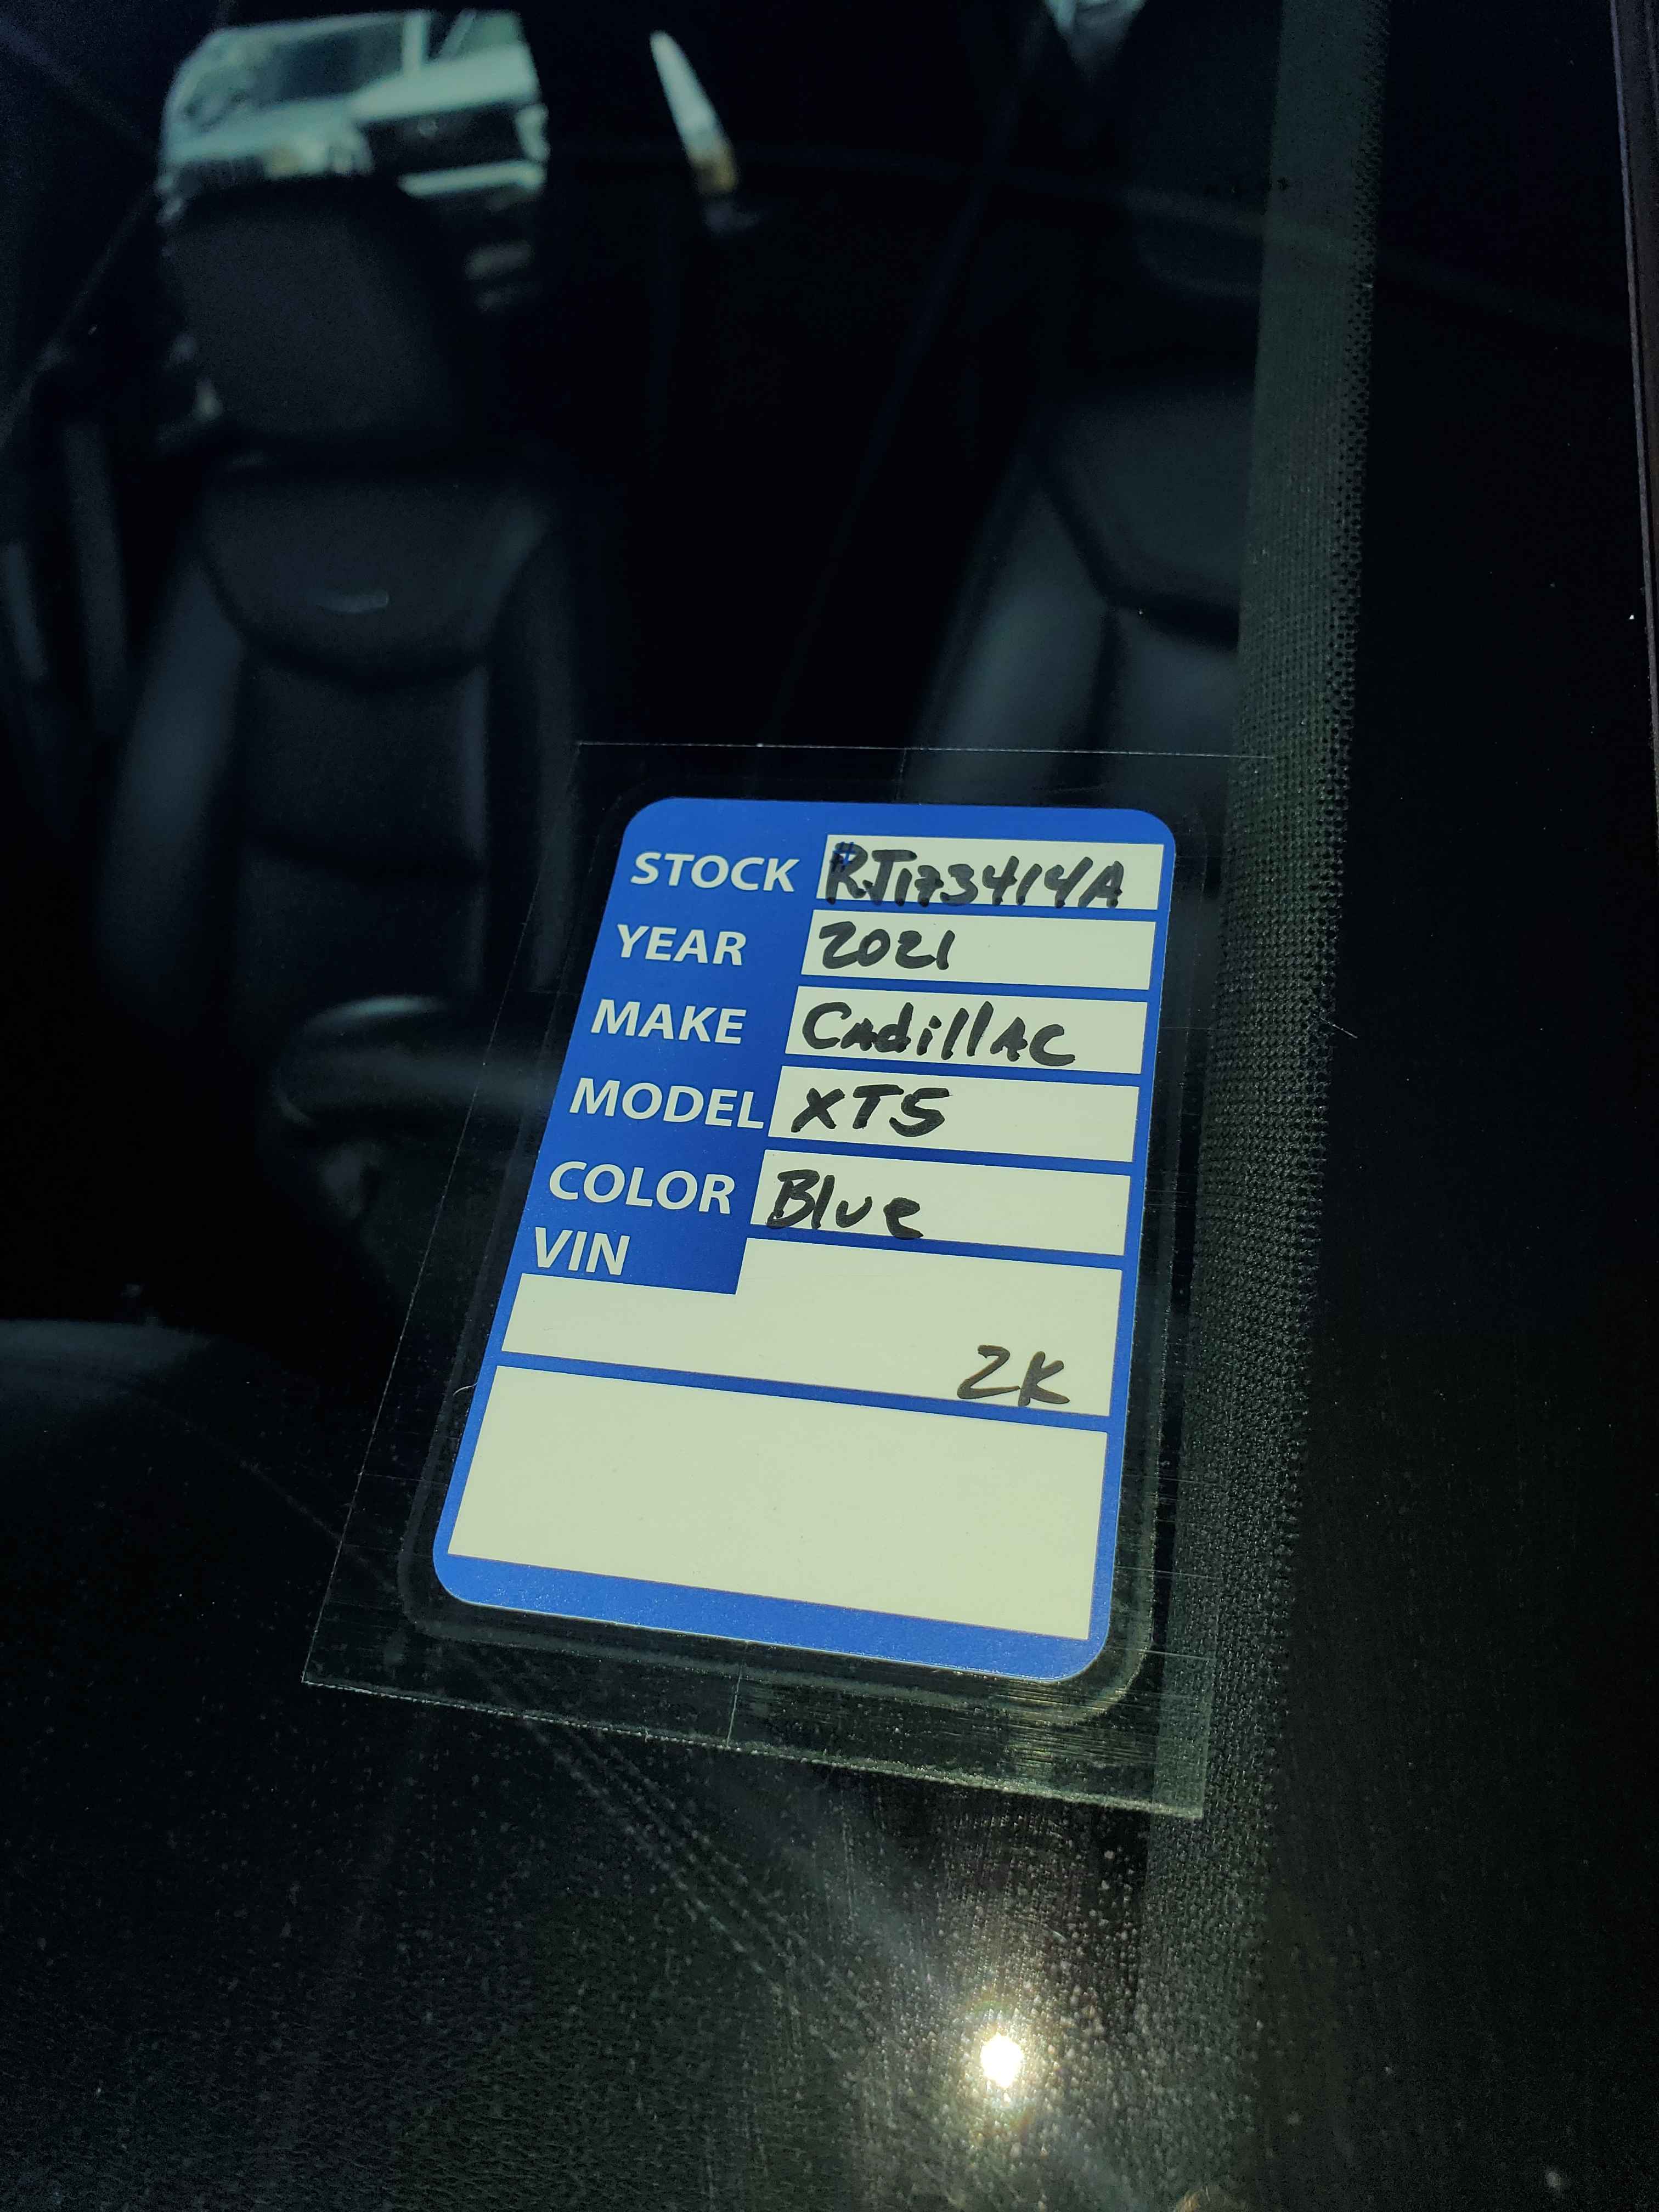 STOCK RJ173414A
YEAR 2021
MAKE CadillAC
MODEL XT5
COLOR Blue
VIN
2K